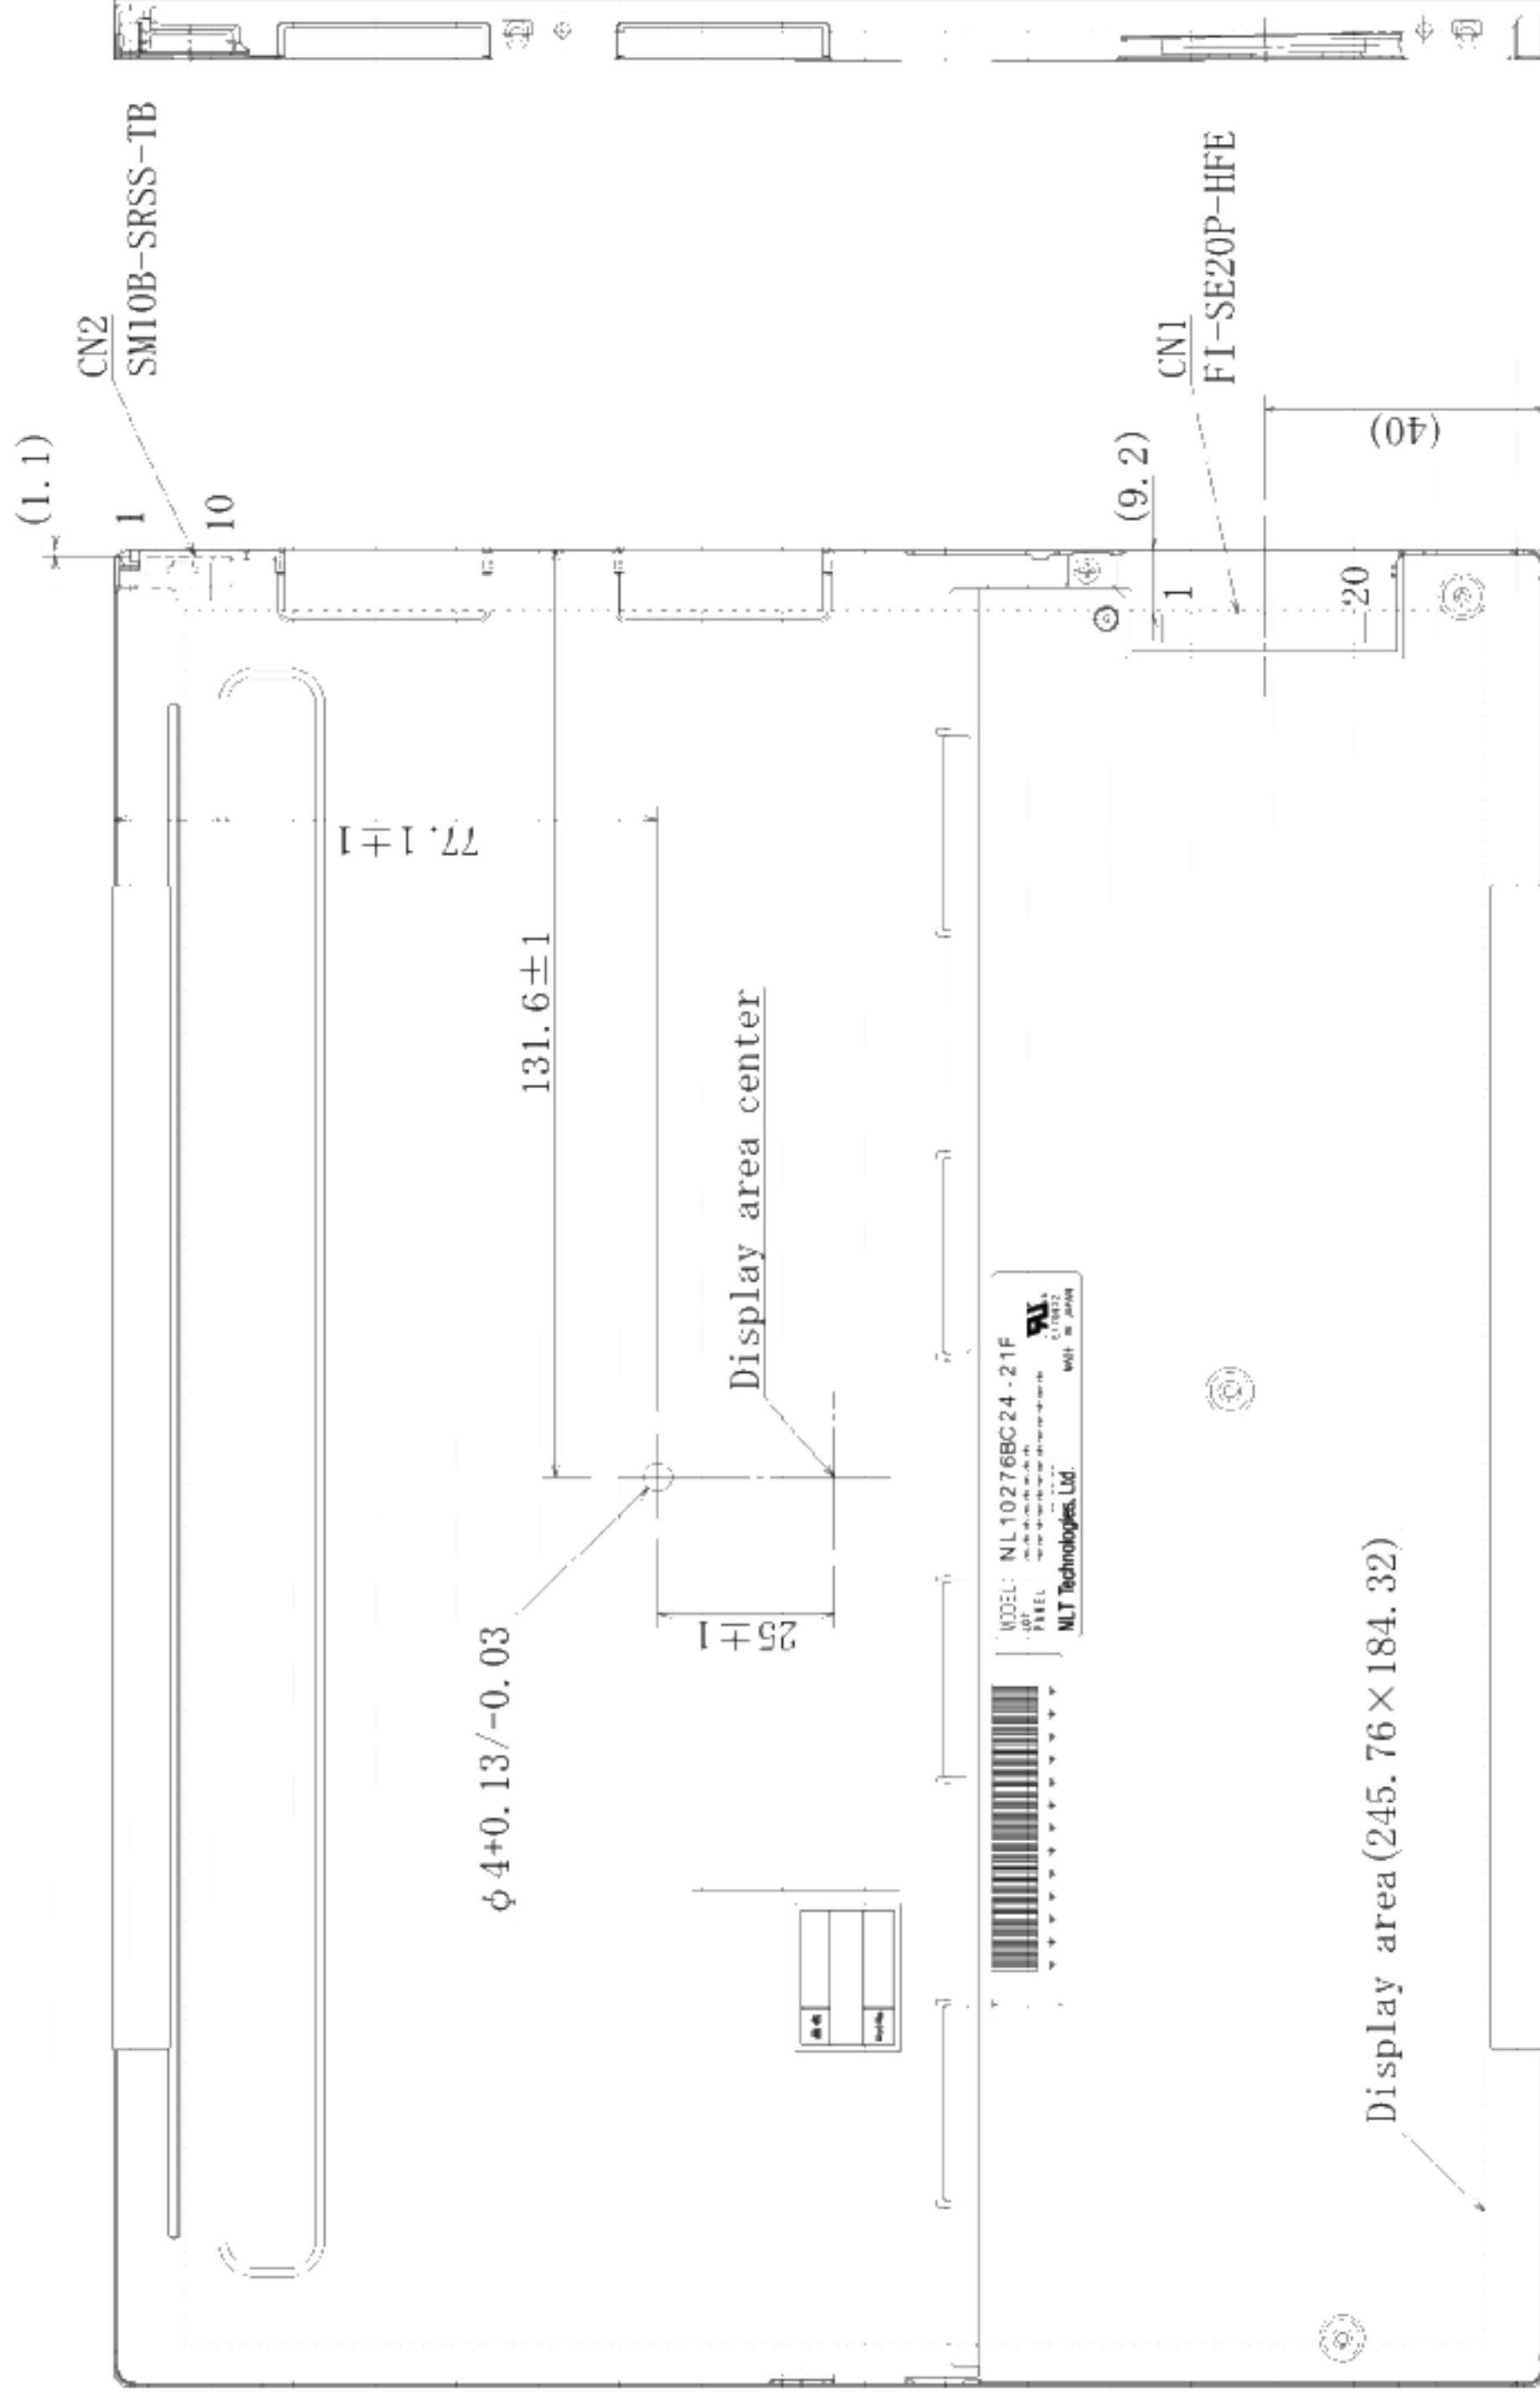 (1.1)
CN2
SM10B-SRSS-TB
1
10
77.1±1
131.6±1
Display area center
φ4+0.13/-0.03
25±1
(9.2)
CN1
FI-SE20P-HFE
(40)
1
20
MODEL: NL10276BC24-21F
LOT
PANEL
MADE IN JAPAN
NLT Technologies, Ltd.
Display area(245.76×184.32)